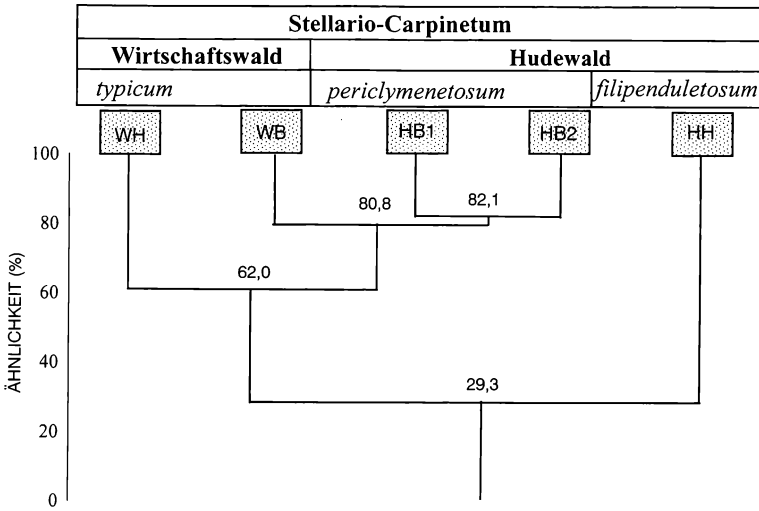 Stellario-Carpinetum
Wirtschaftswald Hudewald
typicum periclymenetosum filipenduletosum
WH WB HB1 HB2 HH
100
80,8 82,1
80
62,0
60
ÄHNLICHKEIT (%)
40
29,3
20
0